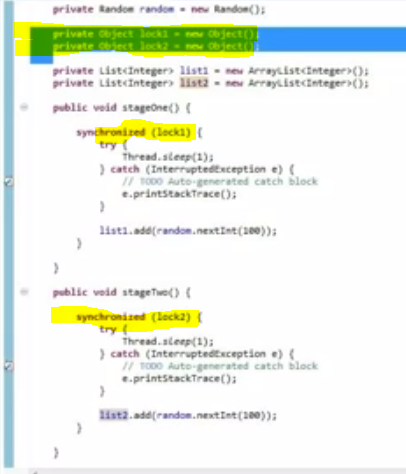 private Random random = new Random();
private Object lock1 = new Object();
private Object lock2 = new Object();
private List<Integer> list1 = new ArrayList<Integer>();
private List<Integer> list2 = new ArrayList<Integer>();
public void stageOne() {
synchronized (lock1) {
try {
Thread.sleep(1);
} catch (InterruptedException e) {
// TODO Auto-generated catch block
e.printStackTrace();
}
list1.add(random.nextInt(100));
}
}
public void stageTwo() {
synchronized (lock2) {
try {
Thread.sleep(1);
} catch (InterruptedException e) {
// TODO Auto-generated catch block
e.printStackTrace();
}
list2.add(random.nextInt(100));
}
}